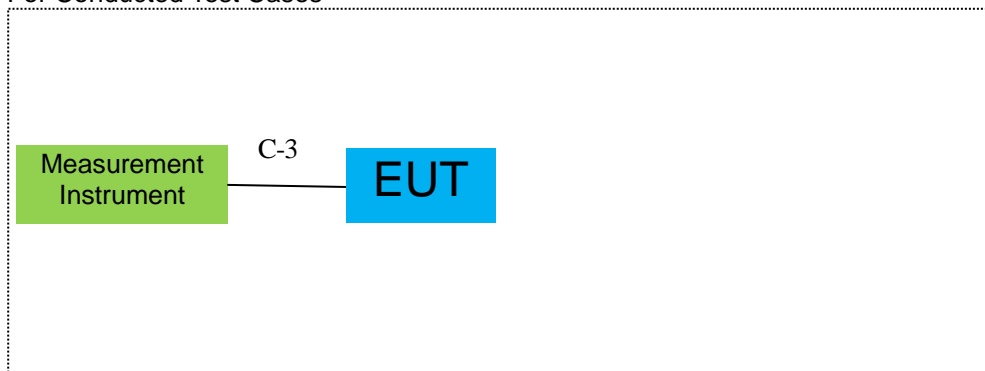 For Conducted Test Cases
C-3
Measurement
Instrument
EUT